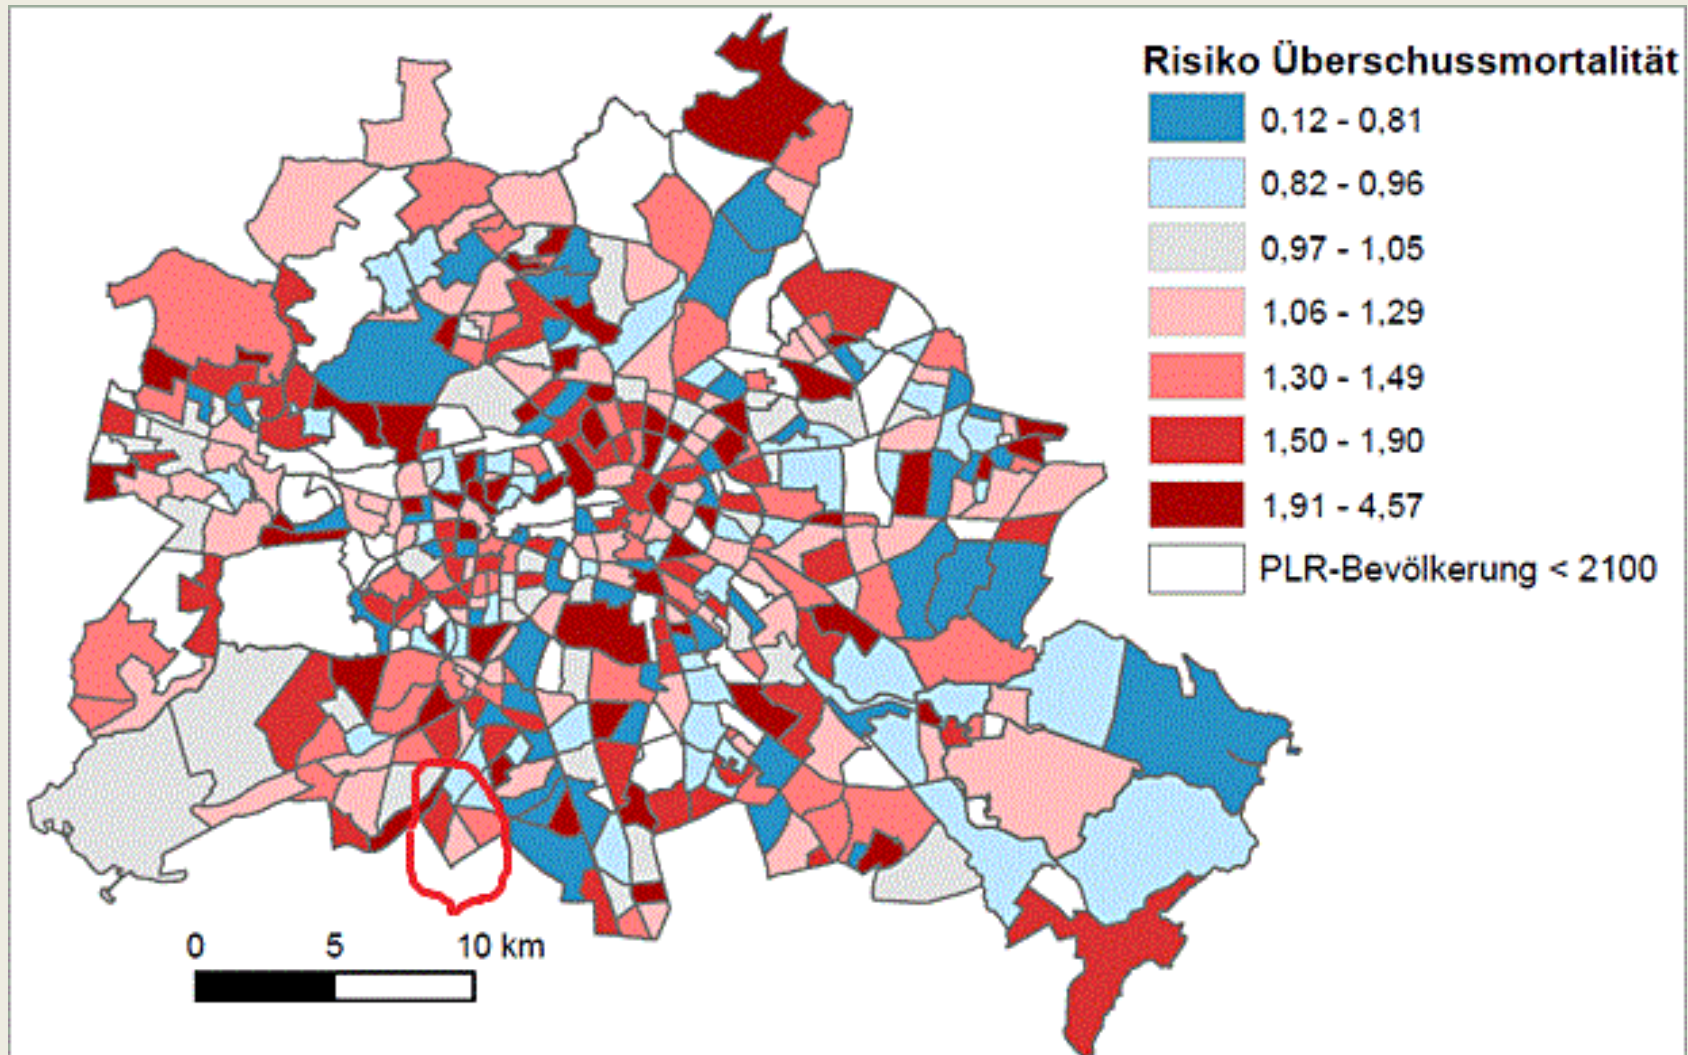 Risiko Überschussmortalität
0,12 - 0,81
0,82 - 0,96
0,97 - 1,05
1,06 - 1,29
1,30 - 1,49
1,50 - 1,90
1,91 - 4,57
PLR-Bevölkerung < 2100
0 5 10 km